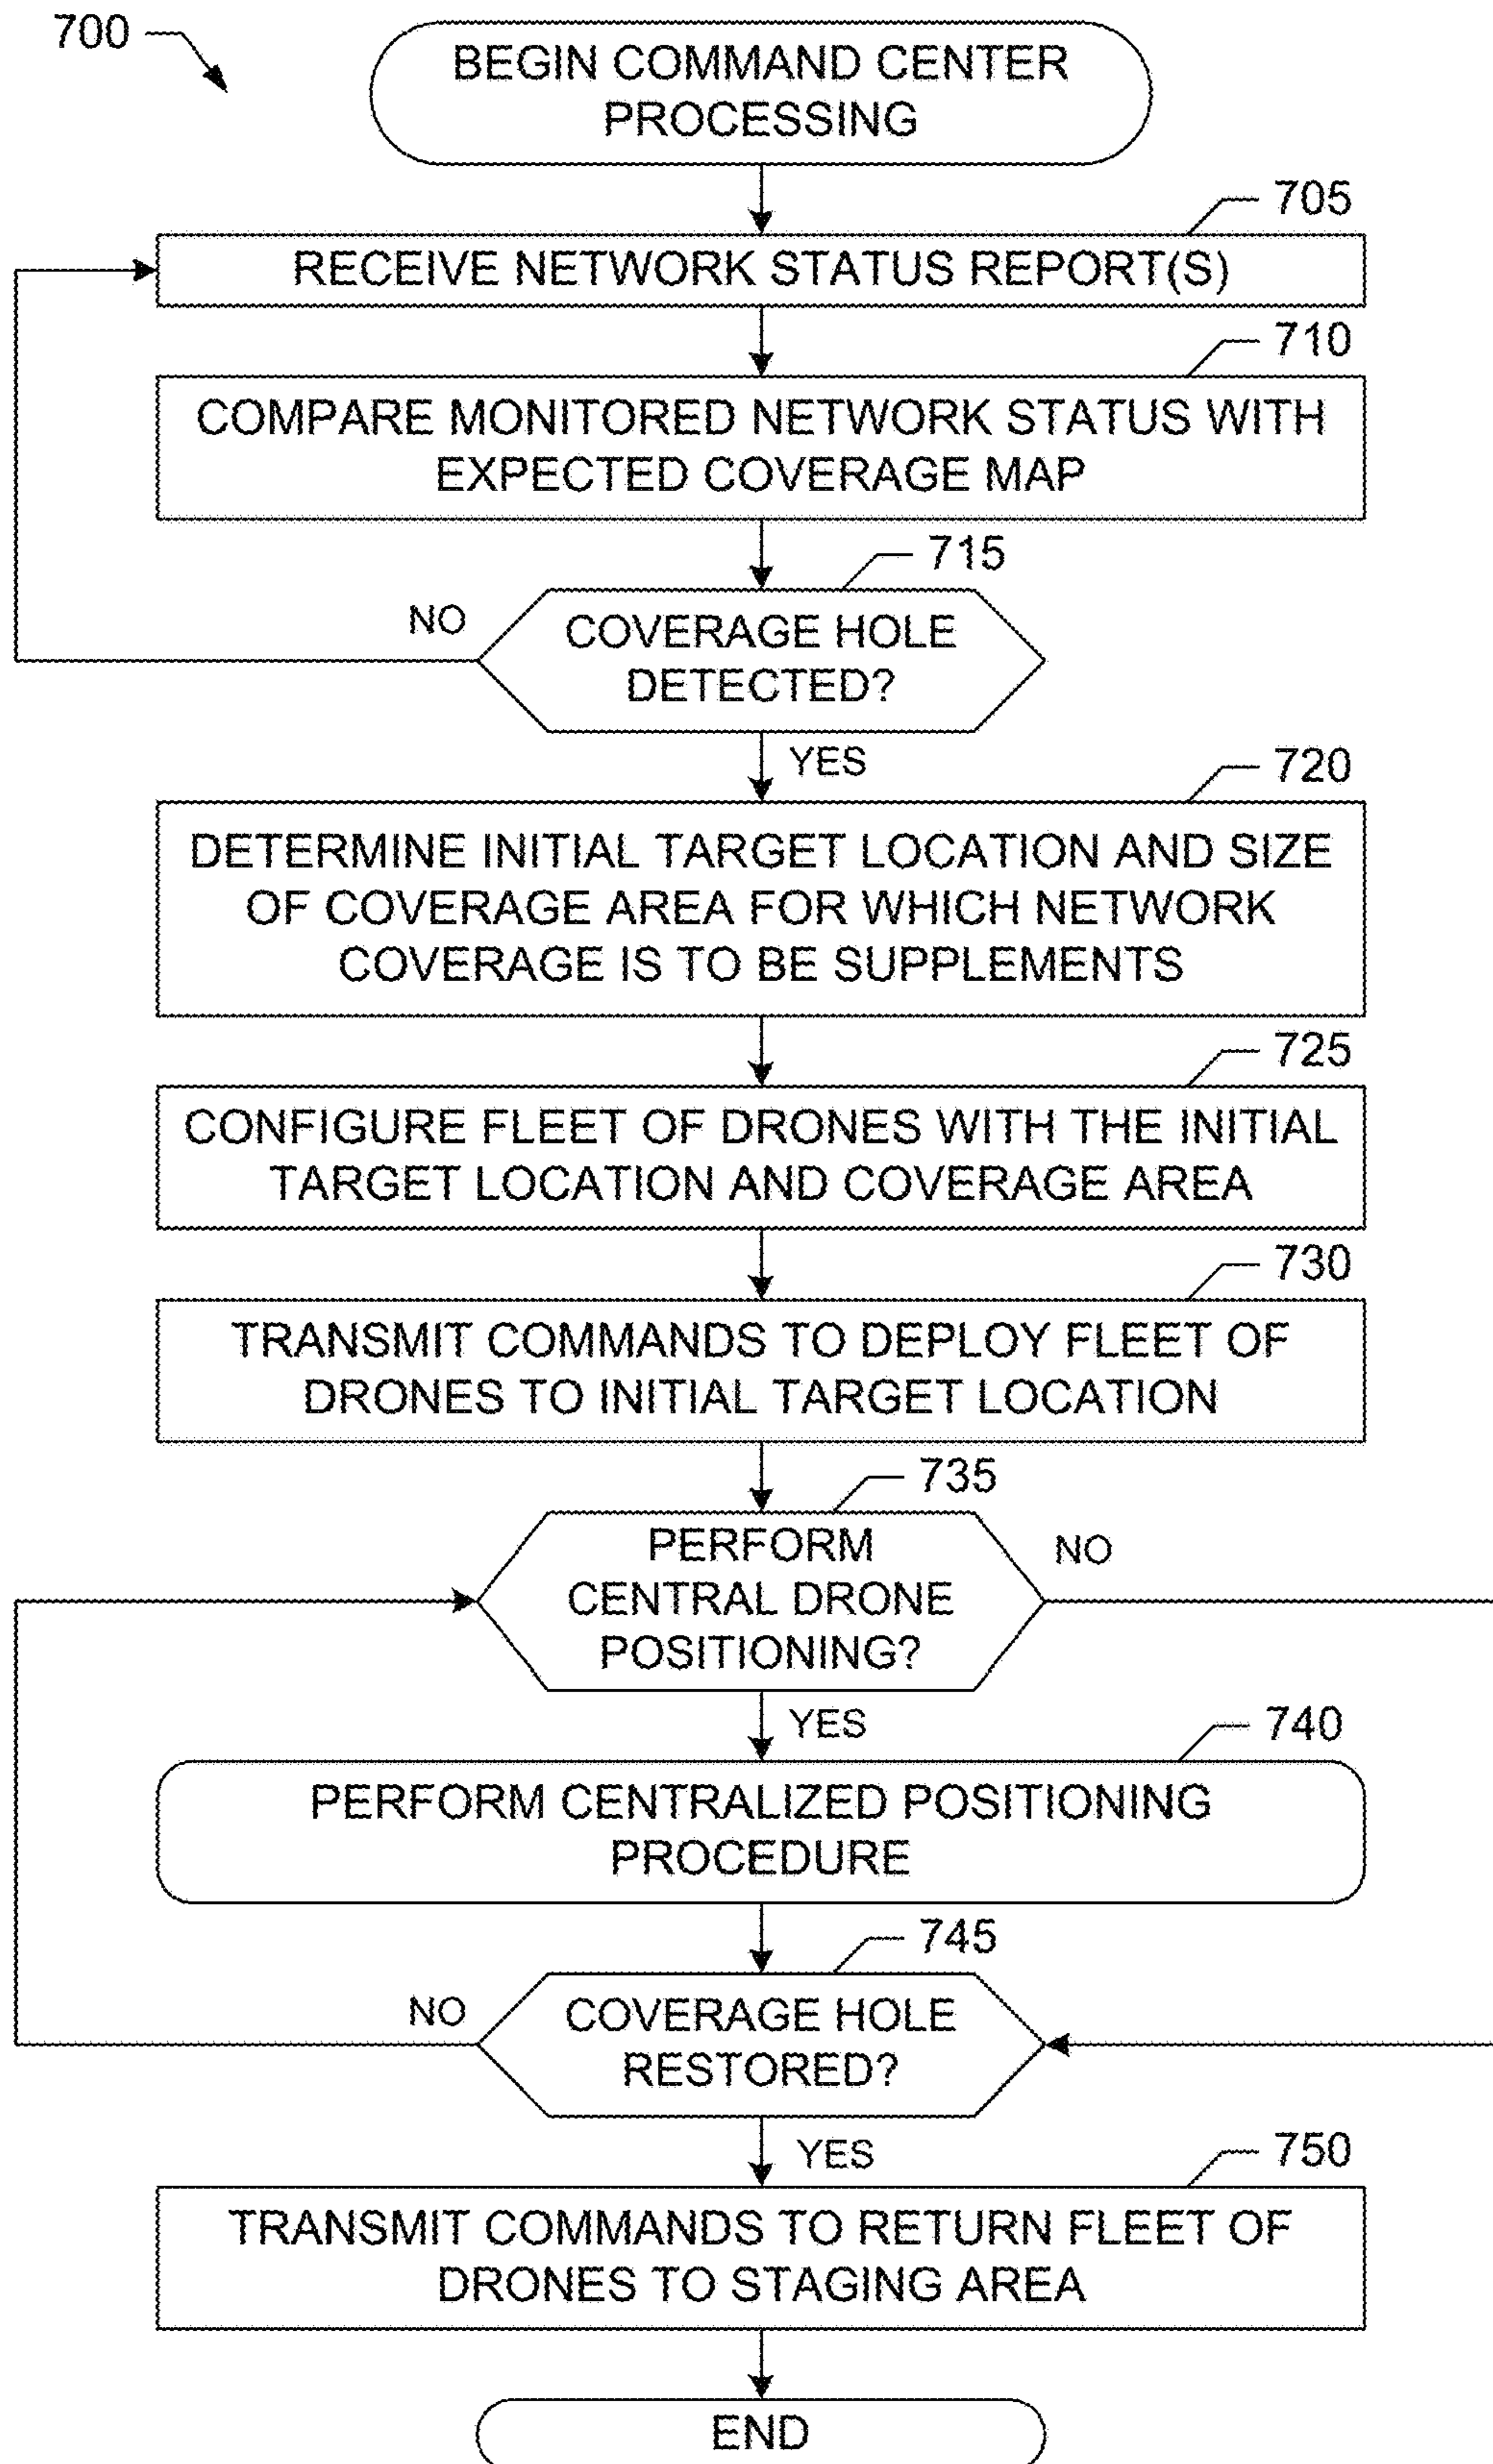 700
BEGIN COMMAND CENTER
PROCESSING
705
RECEIVE NETWORK STATUS REPORT(S)
710
COMPARE MONITORED NETWORK STATUS WITH
EXPECTED COVERAGE MAP
715
NO
COVERAGE HOLE
DETECTED?
YES
720
DETERMINE INITIAL TARGET LOCATION AND SIZE
OF COVERAGE AREA FOR WHICH NETWORK
COVERAGE IS TO BE SUPPLEMENTS
725
CONFIGURE FLEET OF DRONES WITH THE INITIAL
TARGET LOCATION AND COVERAGE AREA
730
TRANSMIT COMMANDS TO DEPLOY FLEET OF
DRONES TO INITIAL TARGET LOCATION
735
PERFORM
CENTRAL DRONE
POSITIONING?
NO
YES
740
PERFORM CENTRALIZED POSITIONING
PROCEDURE
745
NO
COVERAGE HOLE
RESTORED?
YES
750
TRANSMIT COMMANDS TO RETURN FLEET OF
DRONES TO STAGING AREA
END